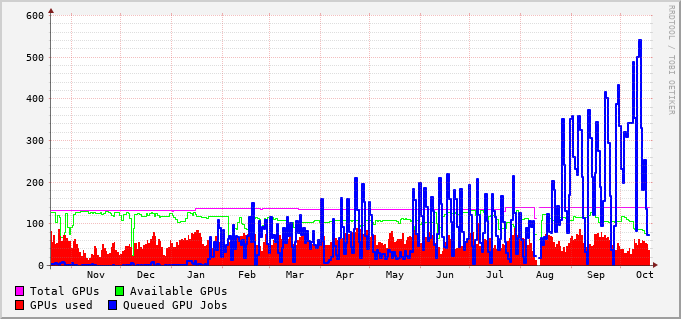 600
500
400
300
200
100
0
Nov Dec Jan Feb Mar Apr May Jun Jul Aug Sep Oct
Total GPUs Available GPUs
GPUs used Queued GPU Jobs
RRDTOOL / TOBI OETIKER